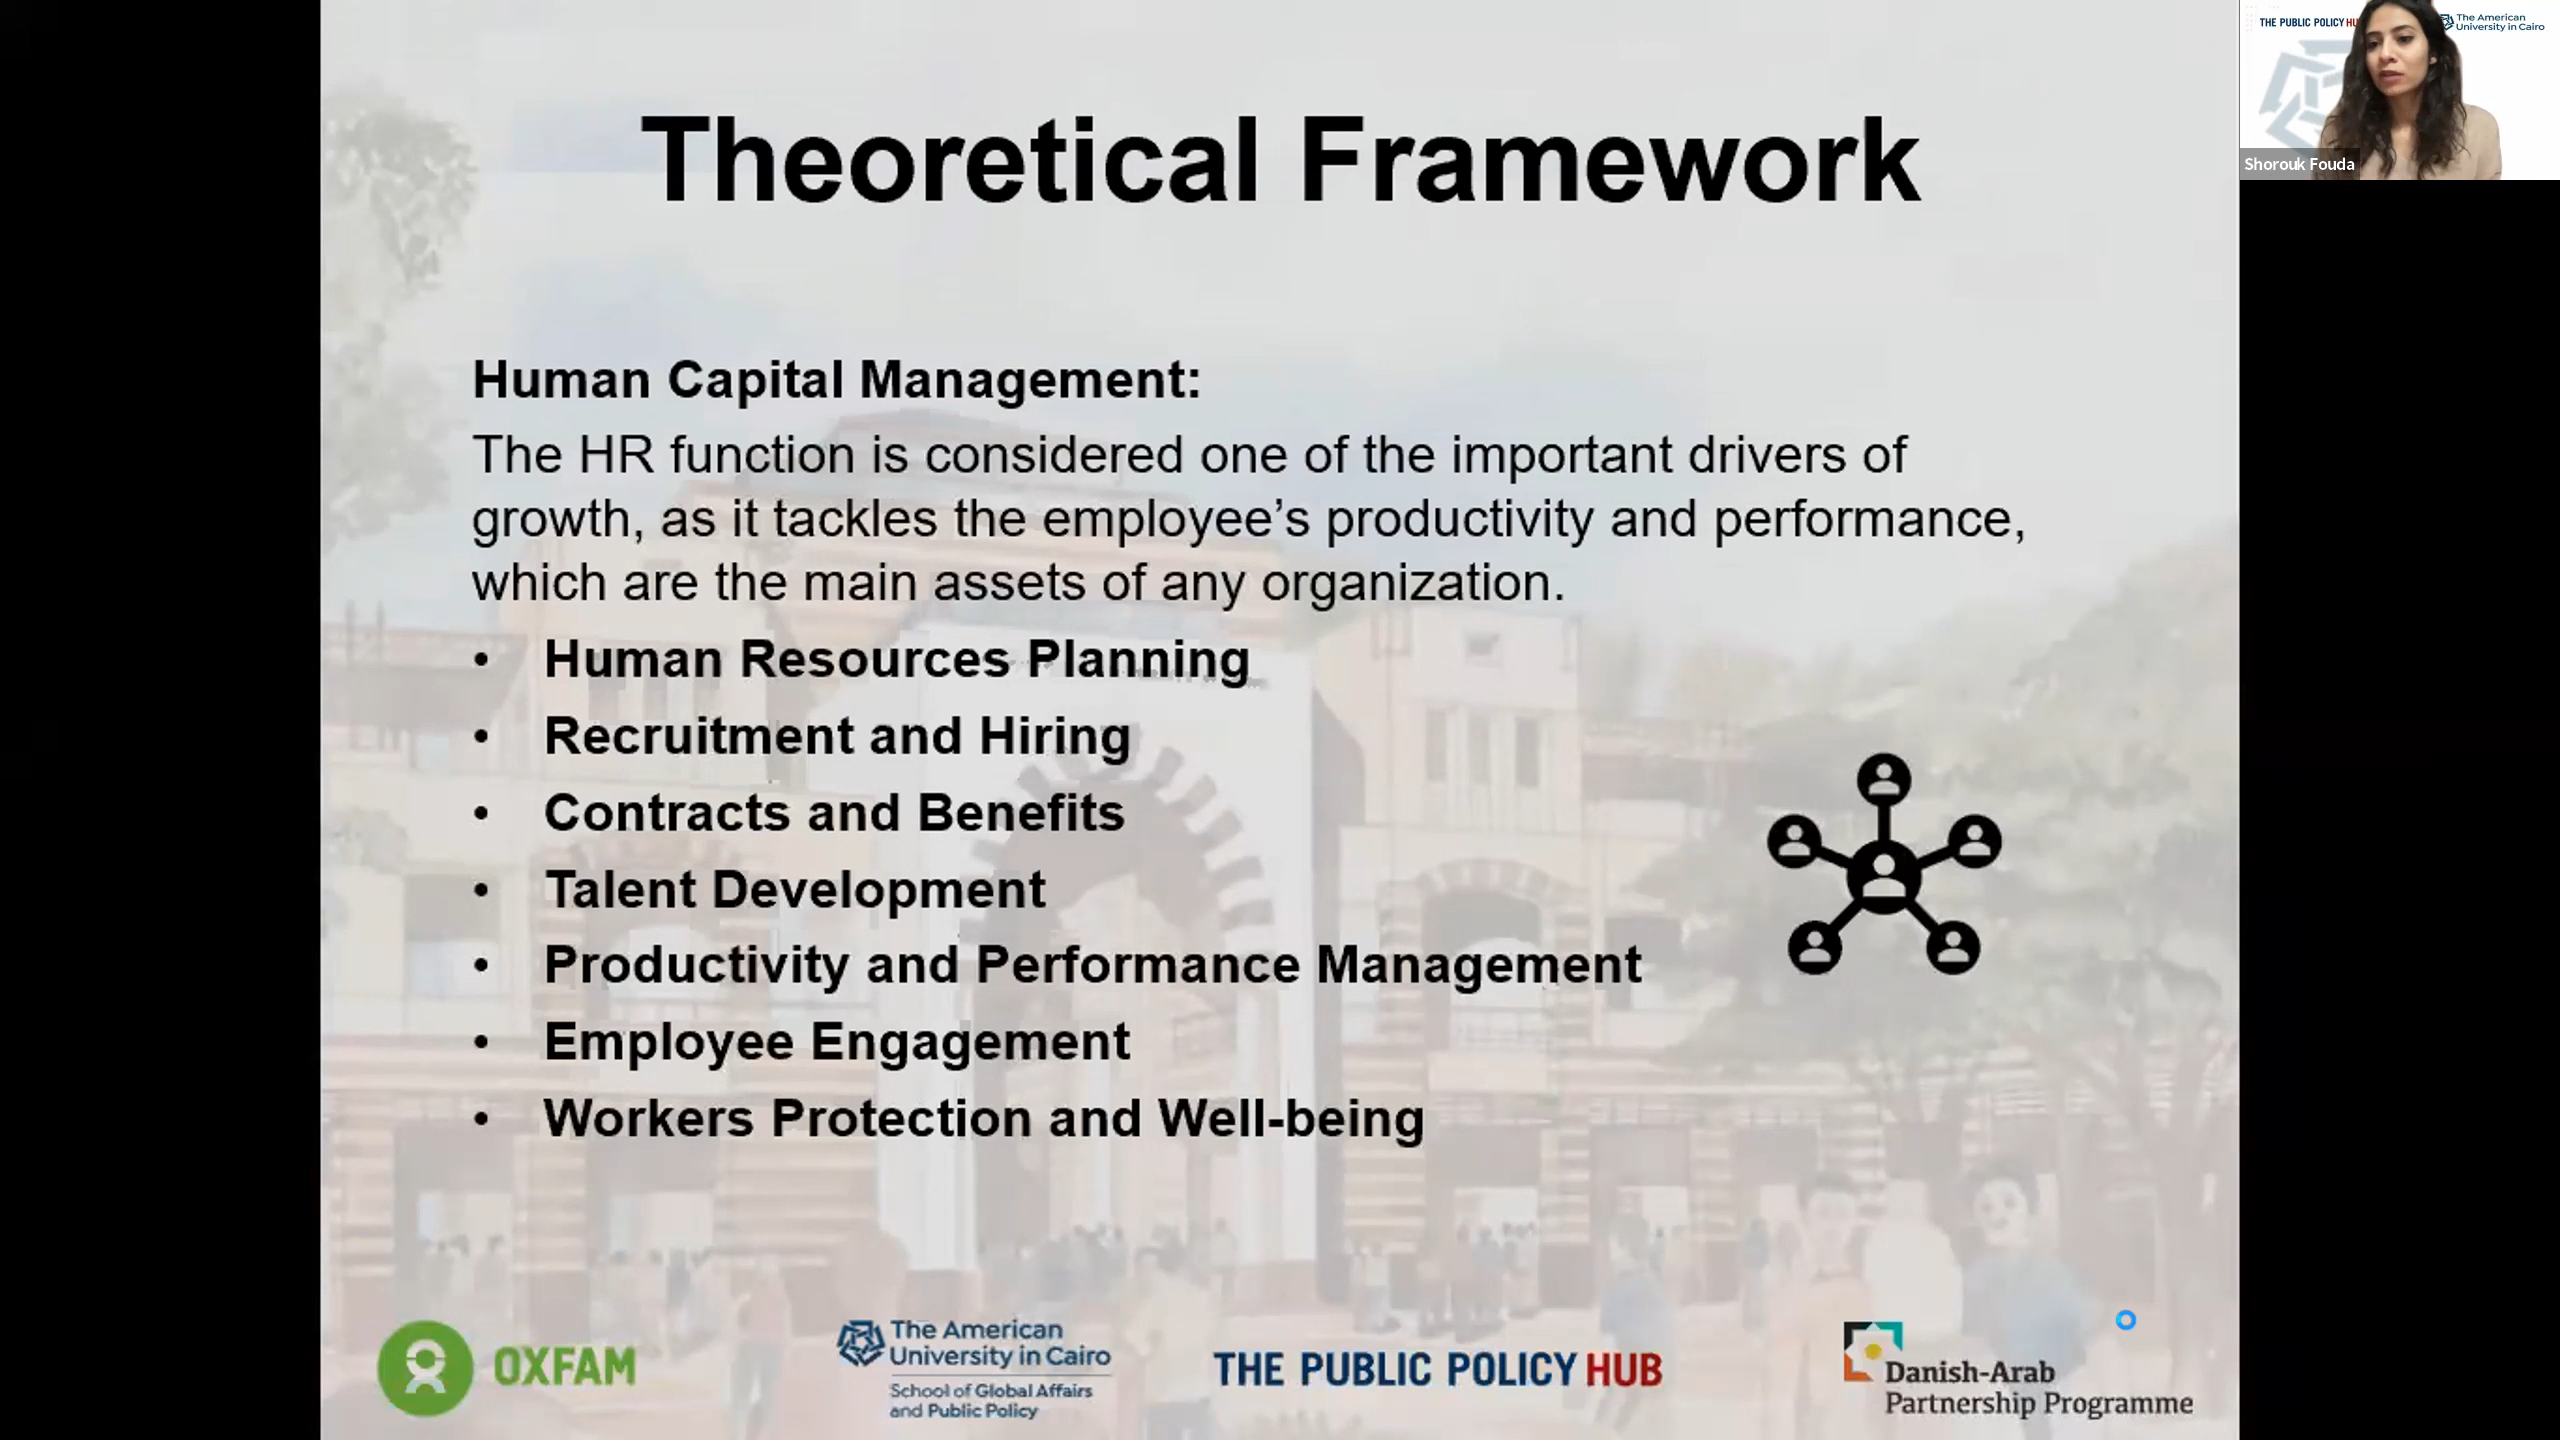 Theoretical Framework
Human Capital Management:
The HR function is considered one of the important drivers of
growth, as it tackles the employee’s productivity and performance,
which are the main assets of any organization.
• Human Resources Planning
• Recruitment and Hiring
• Contracts and Benefits
• Talent Development
• Productivity and Performance Management
• Employee Engagement
• Workers Protection and Well-being
OXFAM
The American
University in Cairo
School of Global Affairs
and Public Policy
THE PUBLIC POLICY HUB
Danish-Arab
Partnership Programme
THE PUBLIC POLICY HU
The American
University in Cairo
Shorouk Fouda